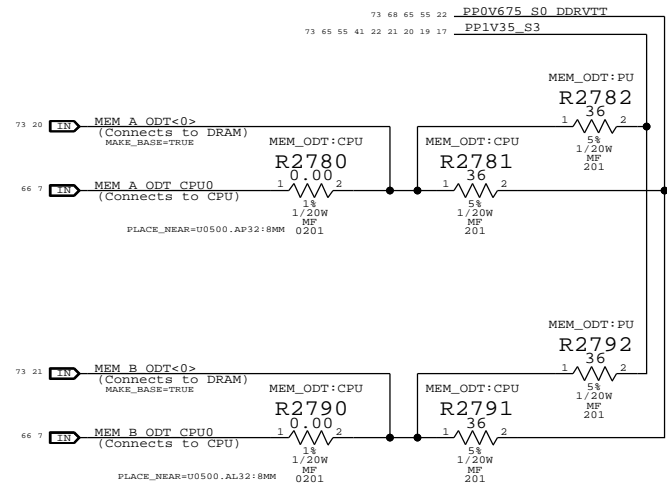 73 68 65 55 22 PP0V675_S0_DDRVTT
73 65 55 41 22 21 20 19 17 PP1V35_S3
MEM_ODT:PU
R2782
36
1 2
5%
1/20W
MF
201
73 20 IN MEM_A_ODT<0>
(Connects to DRAM)
MAKE_BASE=TRUE
MEM_ODT:CPU
R2780
0.00
1 2
1%
1/20W
MF
0201
MEM_ODT:CPU
R2781
36
1 2
5%
1/20W
MF
201
66 7 IN MEM_A_ODT_CPU0
(Connects to CPU)
PLACE_NEAR=U0500.AP32:8MM
MEM_ODT:PU
R2792
36
1 2
5%
1/20W
MF
201
73 21 IN MEM_B_ODT<0>
(Connects to DRAM)
MAKE_BASE=TRUE
MEM_ODT:CPU
R2790
0.00
1 2
1%
1/20W
MF
0201
MEM_ODT:CPU
R2791
36
1 2
5%
1/20W
MF
201
66 7 IN MEM_B_ODT_CPU0
(Connects to CPU)
PLACE_NEAR=U0500.AL32:8MM